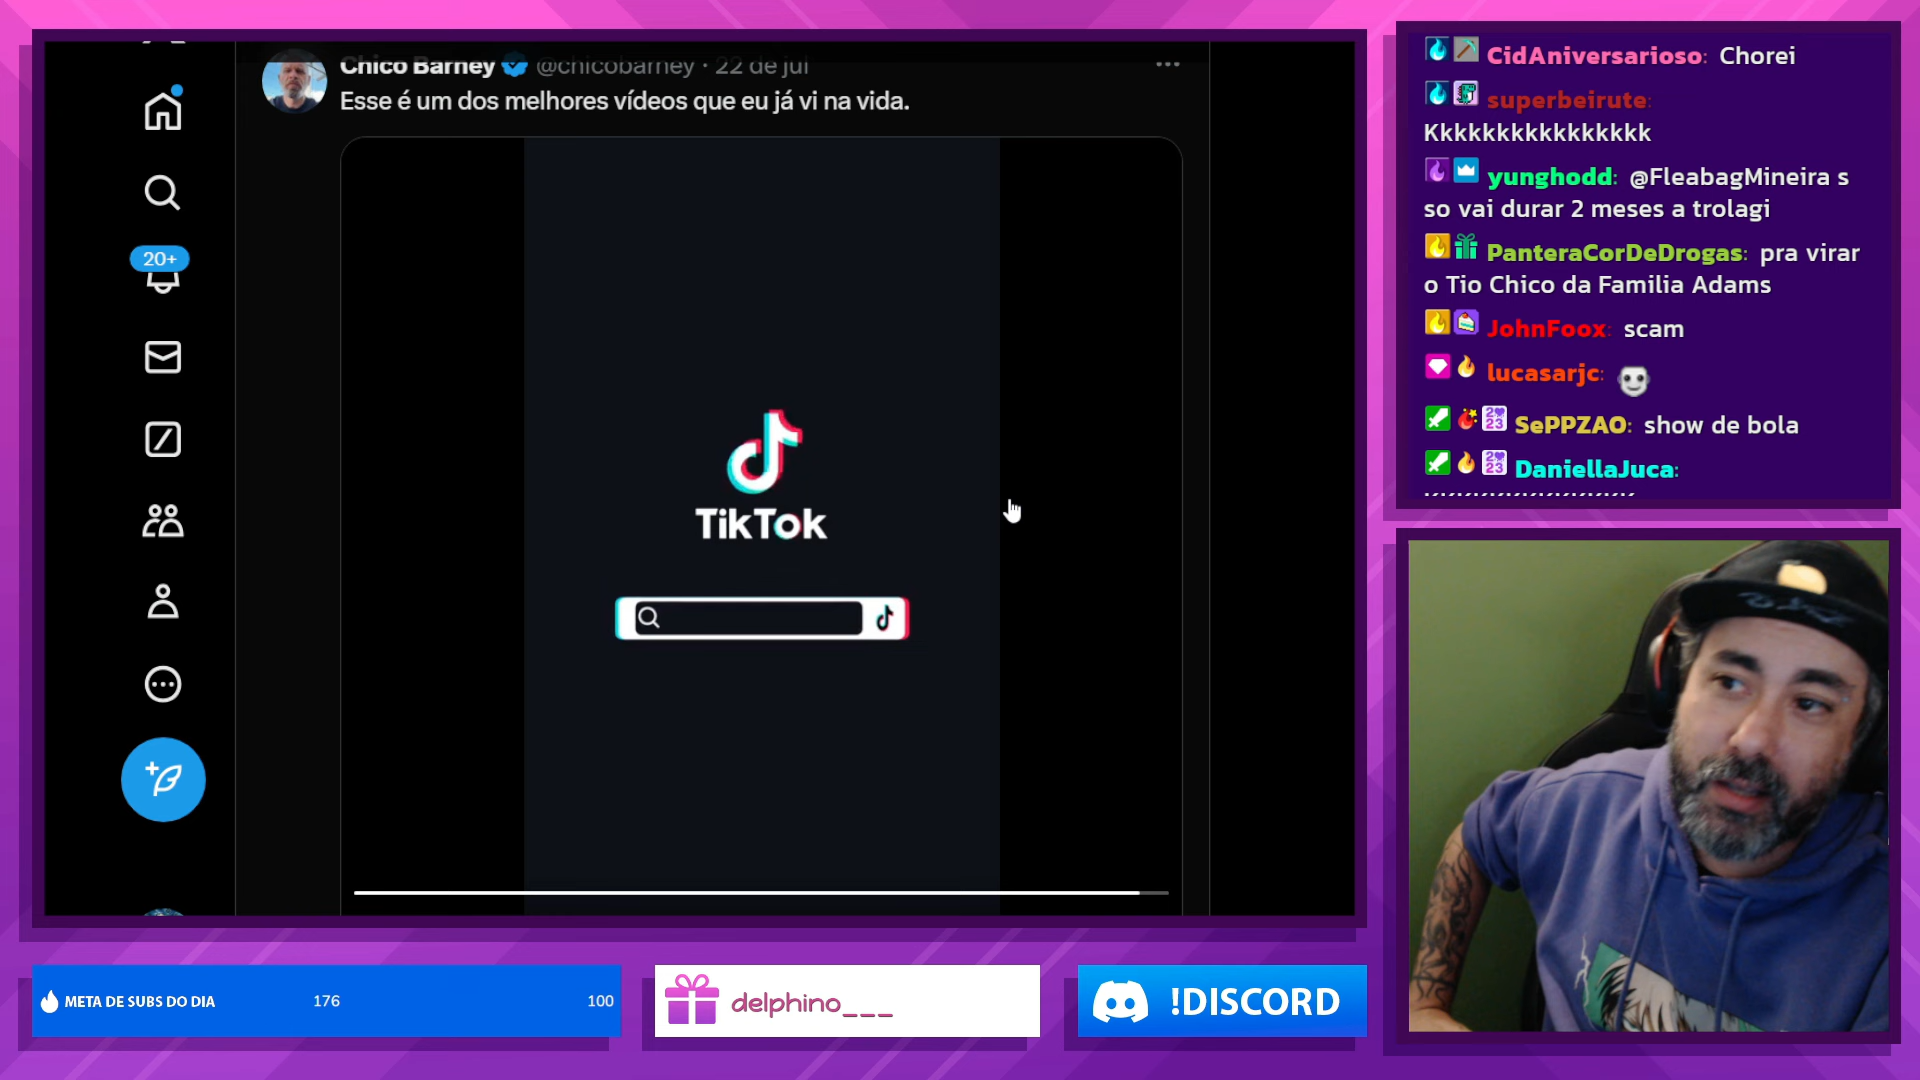 Chico Barney @chicobarney · 22 de jul
Esse é um dos melhores vídeos que eu já vi na vida.
20+
TikTok
CidAniversarioso: Chorei
superbeirute:
Kkkkkkkkkkkkkkkk
yunghodd: @FleabagMineira s
so vai durar 2 meses a trolagi
PanteraCorDeDrogas: pra virar
o Tio Chico da Familia Adams
JohnFoox: scam
lucasarjc:
SePPZAO: show de bola
DaniellaJuca:
META DE SUBS DO DIA 176 100
delphino___
!DISCORD